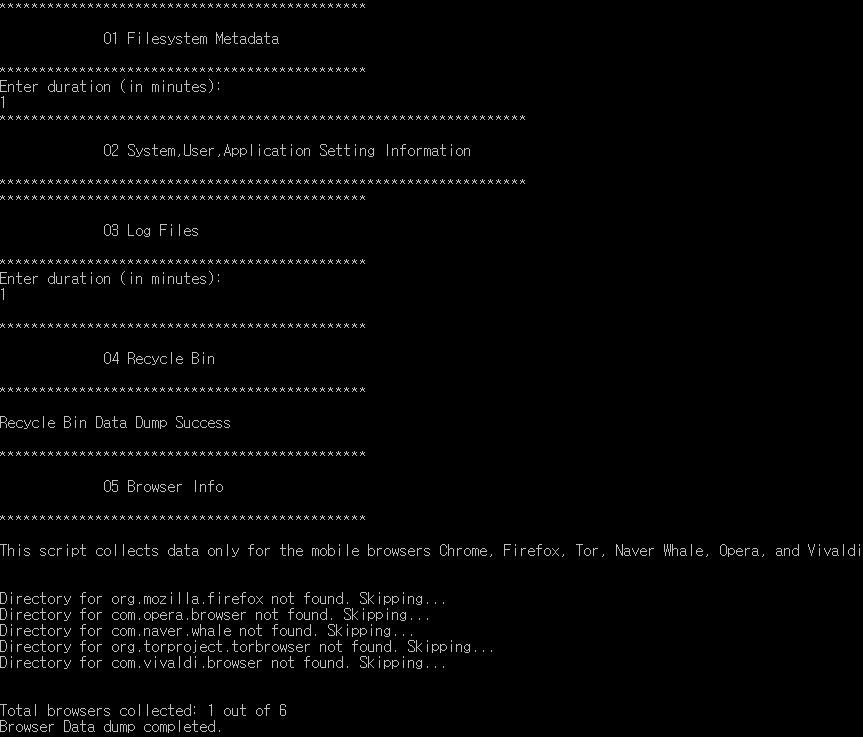 **********************************************
01 Filesystem Metadata
**********************************************
Enter duration (in minutes):
1
******************************************************************
02 System,User,Application Setting Information
******************************************************************
**********************************************
03 Log Files
**********************************************
Enter duration (in minutes):
1
**********************************************
04 Recycle Bin
**********************************************
Recycle Bin Data Dump Success
**********************************************
05 Browser Info
**********************************************
This script collects data only for the mobile browsers Chrome, Firefox, Tor, Naver Whale, Opera, and Vivaldi
Directory for org.mozilla.firefox not found. Skipping...
Directory for com.opera.browser not found. Skipping...
Directory for com.naver.whale not found. Skipping...
Directory for org.torproject.torbrowser not found. Skipping...
Directory for com.vivaldi.browser not found. Skipping...
Total browsers collected: 1 out of 6
Browser Data dump completed.